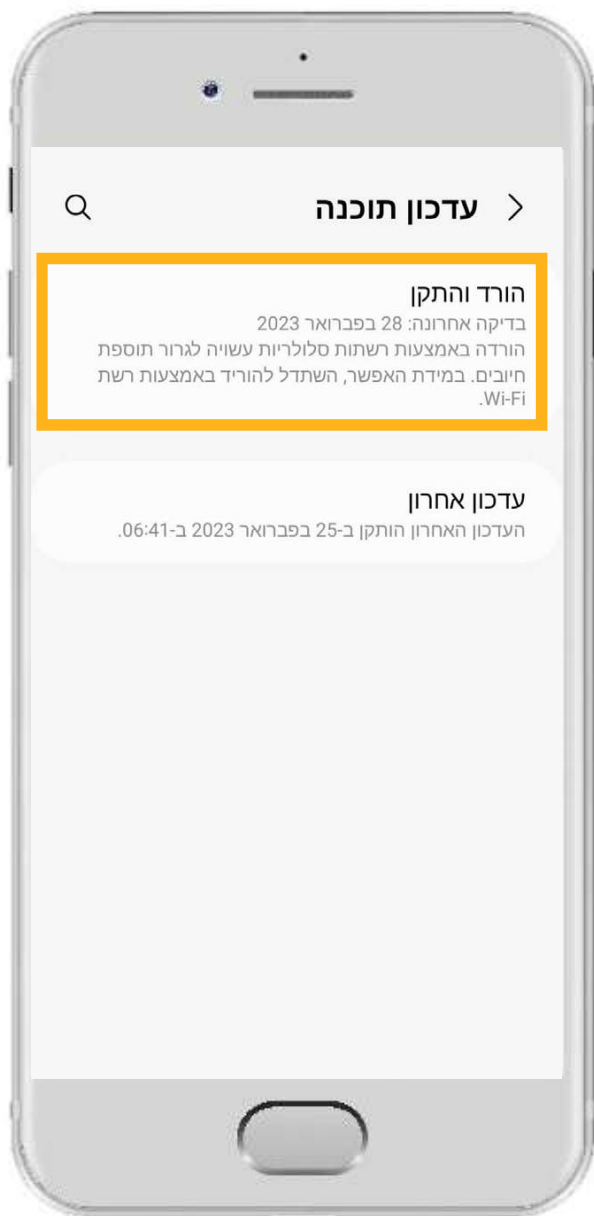 עדכון תוכנה
הורד והתקן
בדיקה אחרונה: 28 בפברואר 2023
הורדה באמצעות רשתות סלולריות עשויה לגרור תוספת
חיובים. במידת האפשר, השתדל להוריד באמצעות רשת
Wi-Fi.
עדכון אחרון
העדכון האחרון הותקן ב-25 בפברואר 2023 ב-06:41.